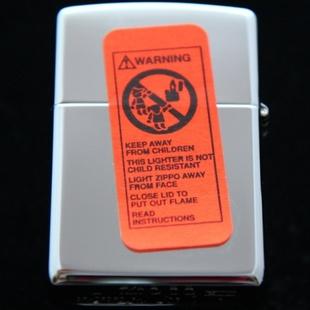 WARNING
KEEP AWAY
FROM CHILDREN
THIS LIGHTER IS NOT
CHILD RESISTANT
LIGHT ZIPPO AWAY
FROM FACE
CLOSE LID TO
PUT OUT FLAME
READ
INSTRUCTIONS